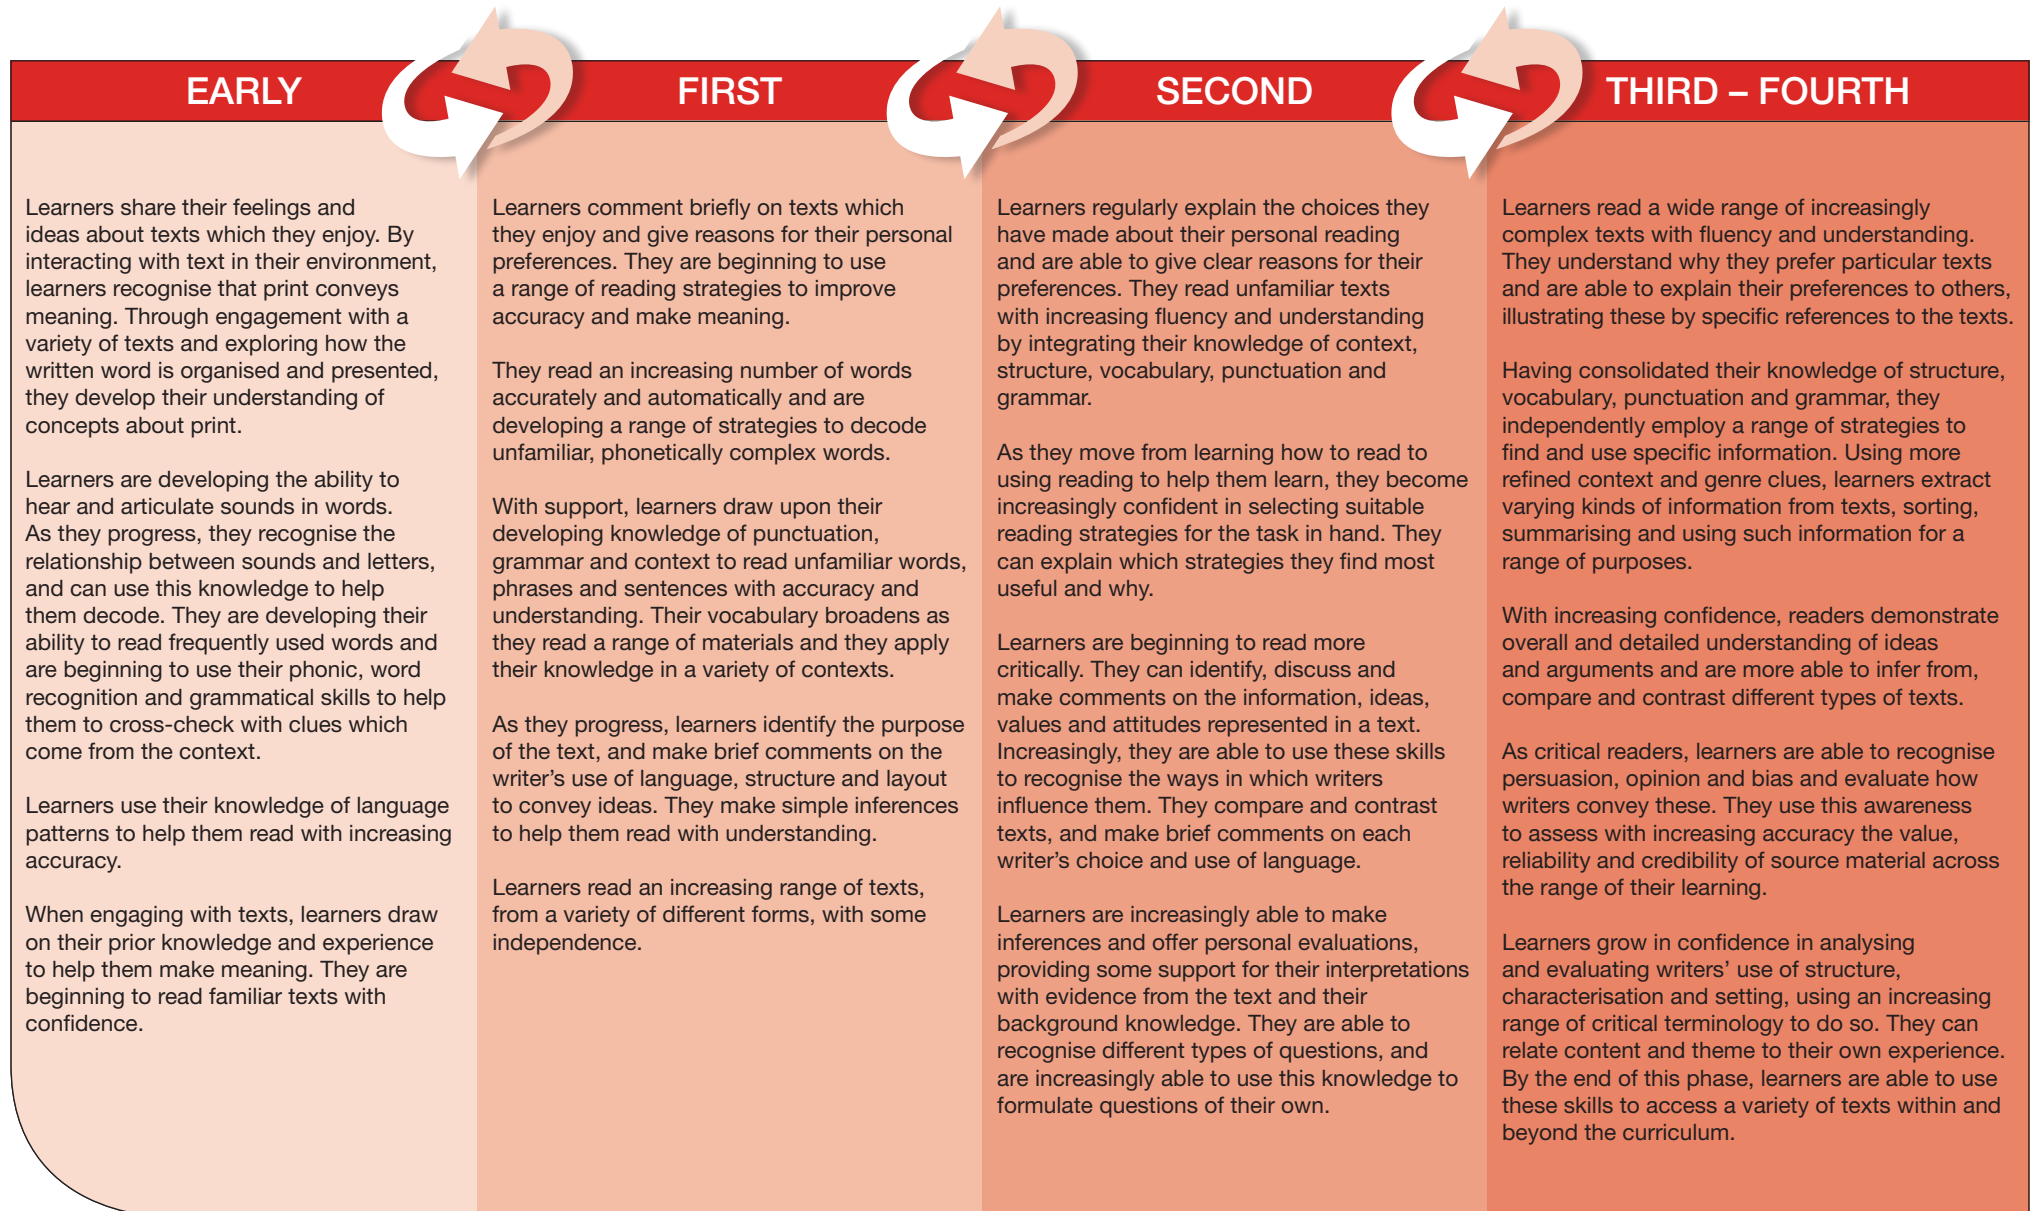 EARLY
Learners share their feelings and
ideas about texts which they enjoy. By
interacting with text in their environment,
learners recognise that print conveys
meaning. Through engagement with a
variety of texts and exploring how the
written word is organised and presented,
they develop their understanding of
concepts about print.
Learners are developing the ability to
hear and articulate sounds in words.
As they progress, they recognise the
relationship between sounds and letters,
and can use this knowledge to help
them decode. They are developing their
ability to read frequently used words and
are beginning to use their phonic, word
recognition and grammatical skills to help
them to cross-check with clues which
come from the context.
Learners use their knowledge of language
patterns to help them read with increasing
accuracy.
When engaging with texts, learners draw
on their prior knowledge and experience
to help them make meaning. They are
beginning to read familiar texts with
confidence.
FIRST
Learners comment briefly on texts which
they enjoy and give reasons for their personal
preferences. They are beginning to use
a range of reading strategies to improve
accuracy and make meaning.
They read an increasing number of words
accurately and automatically and are
developing a range of strategies to decode
unfamiliar, phonetically complex words.
With support, learners draw upon their
developing knowledge of punctuation,
grammar and context to read unfamiliar words,
phrases and sentences with accuracy and
understanding. Their vocabulary broadens as
they read a range of materials and they apply
their knowledge in a variety of contexts.
As they progress, learners identify the purpose
of the text, and make brief comments on the
writer’s use of language, structure and layout
to convey ideas. They make simple inferences
to help them read with understanding.
Learners read an increasing range of texts,
from a variety of different forms, with some
independence.
SECOND
Learners regularly explain the choices they
have made about their personal reading
and are able to give clear reasons for their
preferences. They read unfamiliar texts
with increasing fluency and understanding
by integrating their knowledge of context,
structure, vocabulary, punctuation and
grammar.
As they move from learning how to read to
using reading to help them learn, they become
increasingly confident in selecting suitable
reading strategies for the task in hand. They
can explain which strategies they find most
useful and why.
Learners are beginning to read more
critically. They can identify, discuss and
make comments on the information, ideas,
values and attitudes represented in a text.
Increasingly, they are able to use these skills
to recognise the ways in which writers
influence them. They compare and contrast
texts, and make brief comments on each
writer’s choice and use of language.
Learners are increasingly able to make
inferences and offer personal evaluations,
providing some support for their interpretations
with evidence from the text and their
background knowledge. They are able to
recognise different types of questions, and
are increasingly able to use this knowledge to
formulate questions of their own.
THIRD – FOURTH
Learners read a wide range of increasingly
complex texts with fluency and understanding.
They understand why they prefer particular texts
and are able to explain their preferences to others,
illustrating these by specific references to the texts.
Having consolidated their knowledge of structure,
vocabulary, punctuation and grammar, they
independently employ a range of strategies to
find and use specific information. Using more
refined context and genre clues, learners extract
varying kinds of information from texts, sorting,
summarising and using such information for a
range of purposes.
With increasing confidence, readers demonstrate
overall and detailed understanding of ideas
and arguments and are more able to infer from,
compare and contrast different types of texts.
As critical readers, learners are able to recognise
persuasion, opinion and bias and evaluate how
writers convey these. They use this awareness
to assess with increasing accuracy the value,
reliability and credibility of source material across
the range of their learning.
Learners grow in confidence in analysing
and evaluating writers’ use of structure,
characterisation and setting, using an increasing
range of critical terminology to do so. They can
relate content and theme to their own experience.
By the end of this phase, learners are able to use
these skills to access a variety of texts within and
beyond the curriculum.